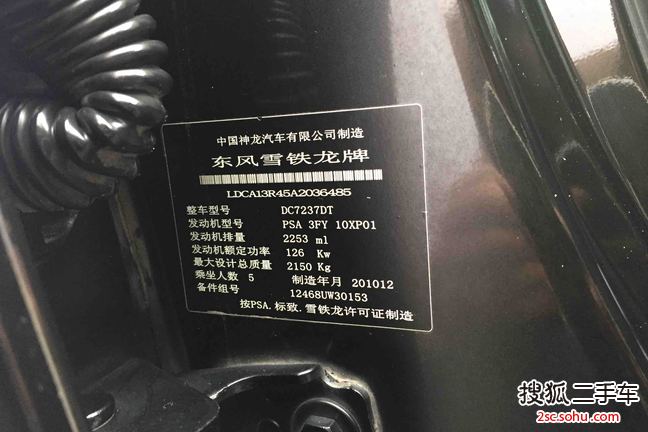 中国神龙汽车有限公司制造
东风雪铁龙牌
LDCA13R45A2036485
整车型号 DC7237DT
发动机型号 PSA 3FY 10XP01
发动机排量 2253 ml
发动机额定功率 126 Kw
最大设计总质量 2150 Kg
乘坐人数 5 制造年月 201012
备件组号 12468UW30153
按PSA.标致.雪铁龙许可证制造
搜狐二手车
2sc.sohu.com